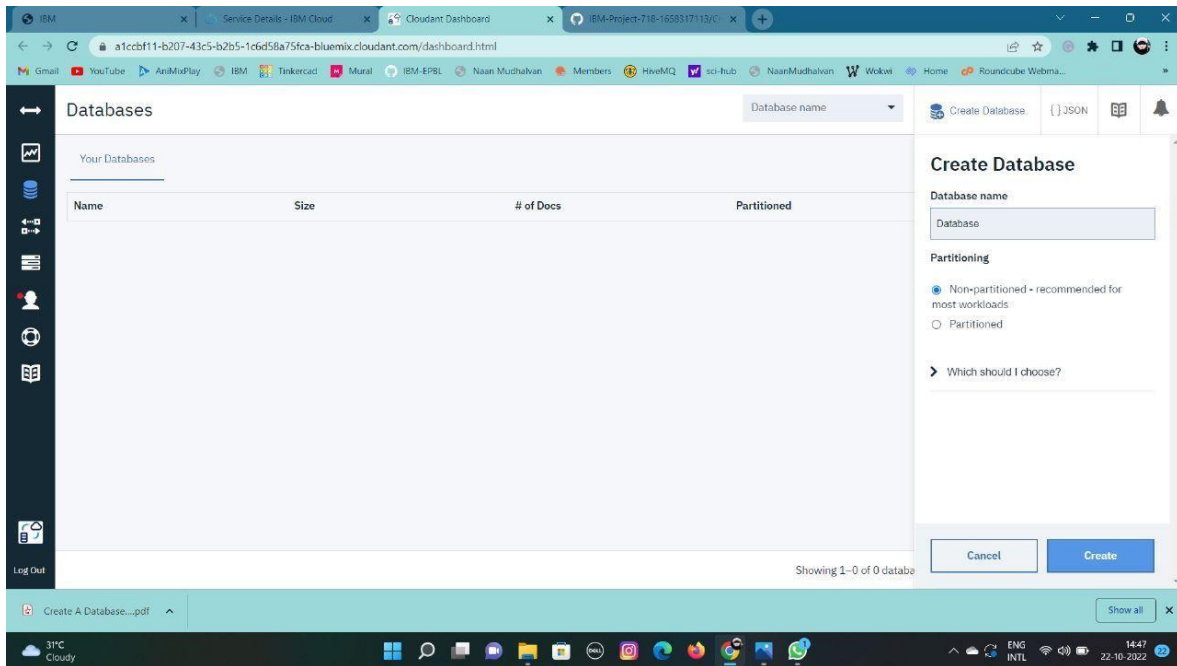 IBM
Service Details - IBM Cloud
Cloudant Dashboard
IBM-Project-718-1658317113/
a1ccbf11-b207-43c5-b2b5-1c6d58a75fca-bluemix.cloudant.com/dashboard.html
Gmail YouTube AniMixPlay IBM Tinkercad Mural IBM-EPBL Naan Mudhalvan Members HiveMQ sci-hub NaanMudhalvan Wokwi Home Roundcube Webma...
Databases
Database name
Create Database
{ } JSON
Your Databases
Name Size # of Docs Partitioned
Create Database
Database name
Database
Partitioning
Non-partitioned - recommended for
most workloads
Partitioned
Which should I choose?
Cancel Create
Log Out
Showing 1–0 of 0 databa
Create A Database....pdf
Show all
31°C
Cloudy
ENG
INTL
14:47
22-10-2022
22